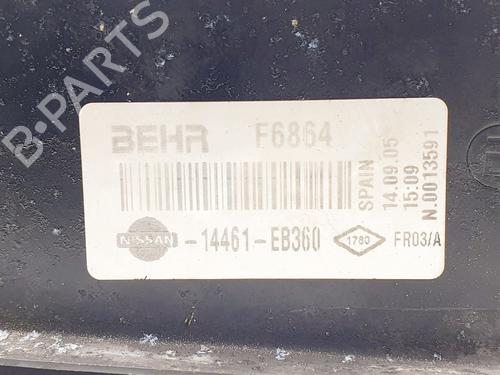 B-PARTS
BEHR F6864
NISSAN -14461-EB360 1780 FR03/A
SPAIN
14.09.05
15:09
N.0013591